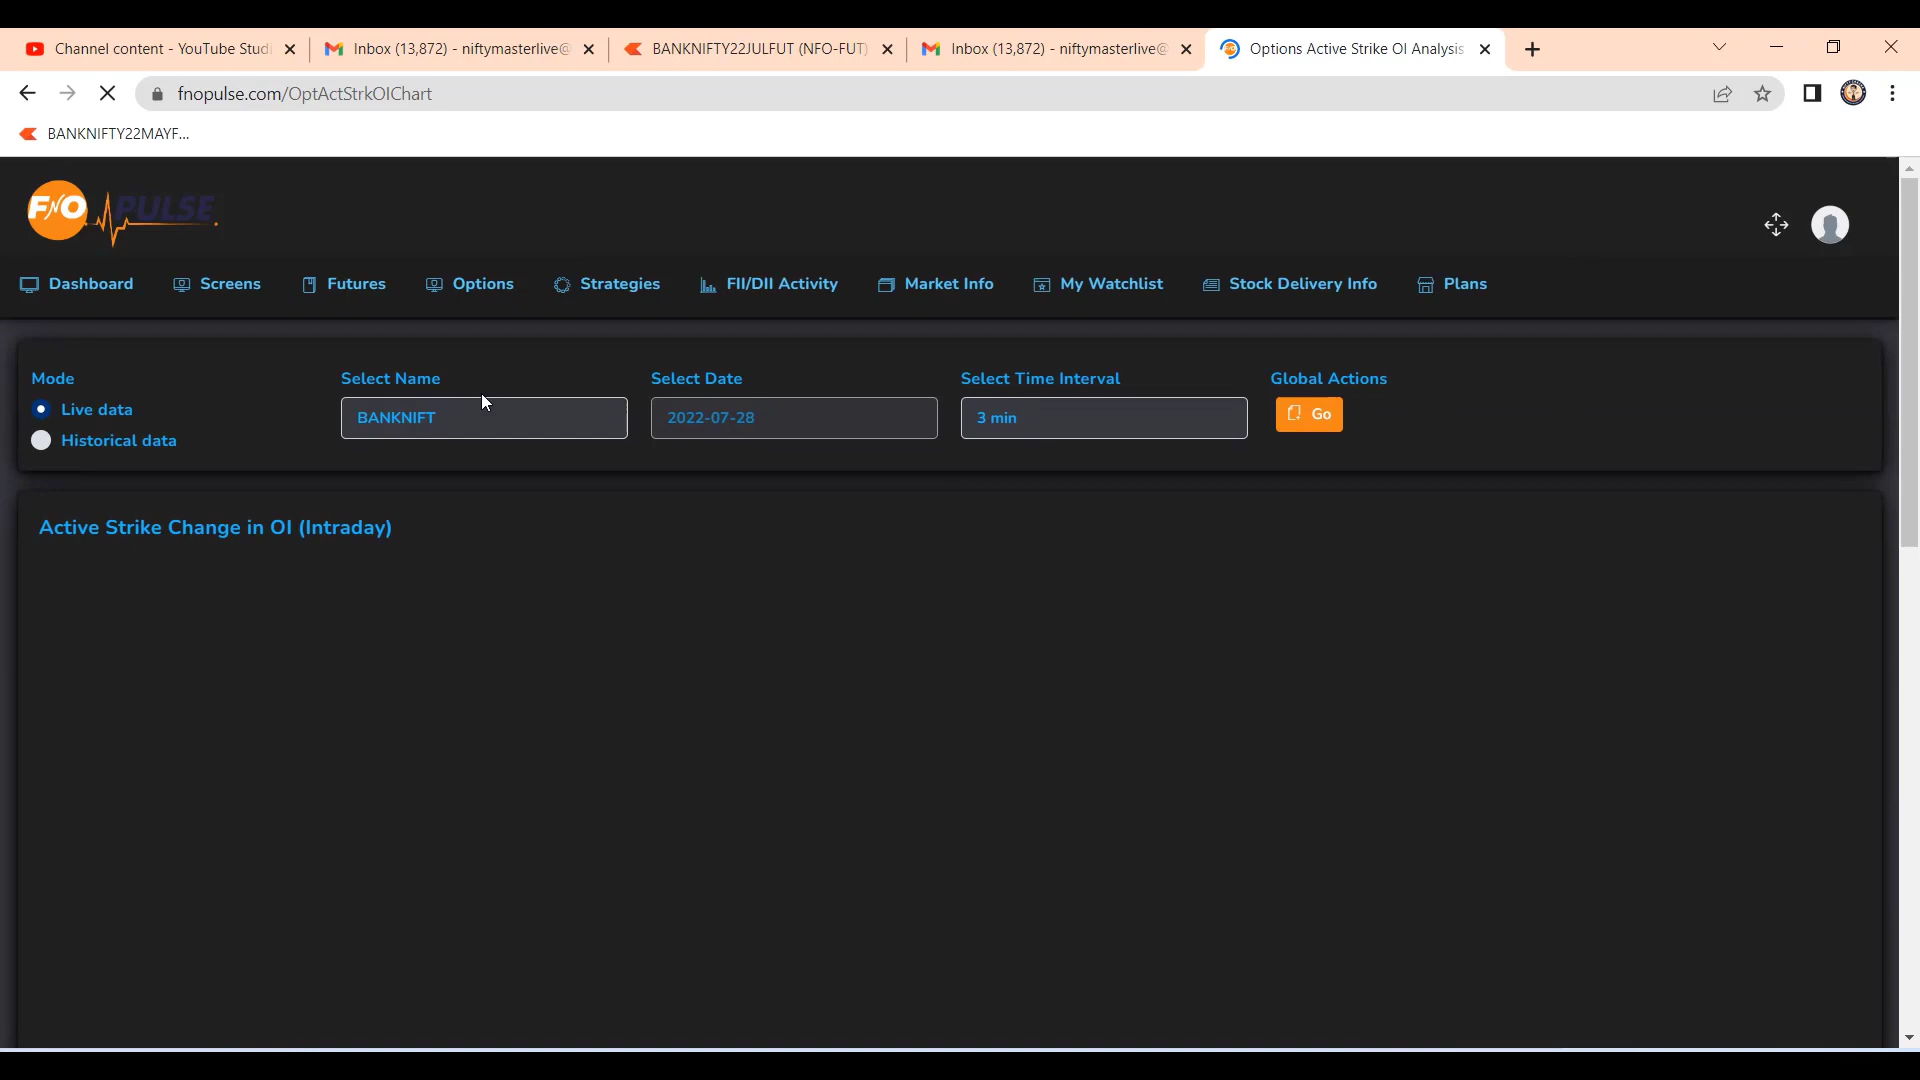 Channel content - YouTube Studi
Inbox (13,872) - niftymasterlive@
BANKNIFTY22JULFUT (NFO-FUT)
Inbox (13,872) - niftymasterlive@
Options Active Strike OI Analysis
fnopulse.com/OptActStrkOIChart
BANKNIFTY22MAYF...
FNO PULSE
Dashboard
Screens
Futures
Options
Strategies
FII/DII Activity
Market Info
My Watchlist
Stock Delivery Info
Plans
Mode
Live data
Historical data
Select Name
BANKNIFT
Select Date
2022-07-28
Select Time Interval
3 min
Global Actions
Go
Active Strike Change in OI (Intraday)